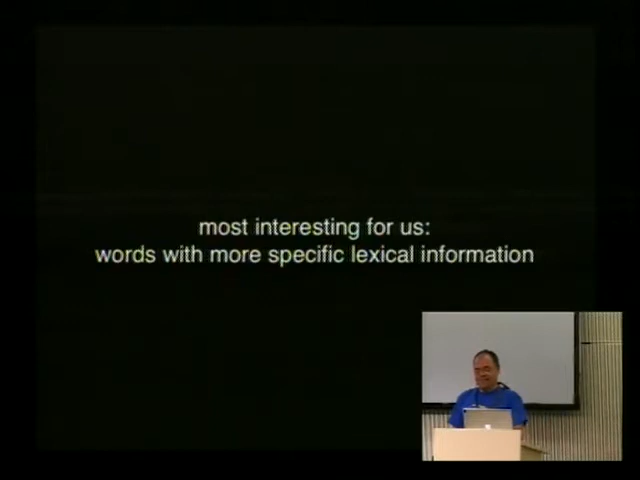 most interesting for us:
words with more specific lexical information